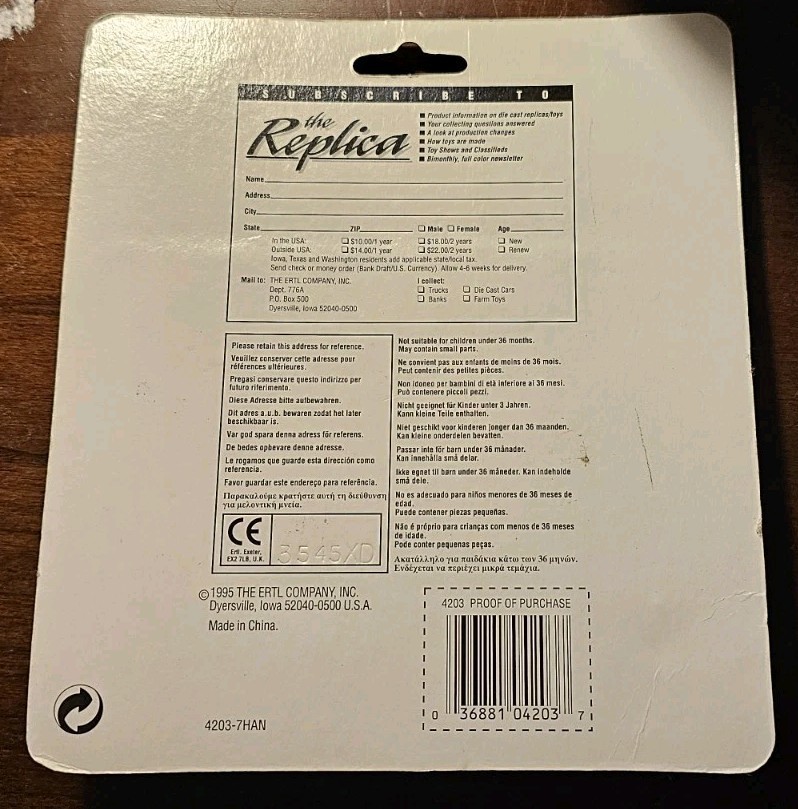 SUBSCRIBE TO
the
Replica
■ Product information on die cast replicas/toys
■ Your collecting questions answered
■ A look at production changes
■ How toys are made
■ Toy Shows and Classifieds
■ Bimonthly, full color newsletter
Name
Address
City
State ZIP ☐ Male ☐ Female Age
In the USA: ☐ $10.00/1 year ☐ $18.00/2 years ☐ New
Outside USA: ☐ $14.00/1 year ☐ $22.00/2 years ☐ Renew
Iowa, Texas and Washington residents add applicable state/local tax.
Send check or money order (Bank Draft/U.S. Currency) Allow 4-6 weeks for delivery.
Mail to: THE ERTL COMPANY, INC.
Dept. 776A
P.O. Box 500
Dyersville, Iowa 52040-0500
I collect:
☐ Trucks ☐ Die Cast Cars
☐ Banks ☐ Farm Toys
Please retain this address for reference.
Veuillez conserver cette adresse pour
références ultérieures.
Pregasi conservare questo indirizzo per
futuro riferimento.
Diese Adresse bitte aufbewahren.
Dit adres a.u.b. bewaren zodat het later
beschikbaar is.
Var god spara denna adress för referens.
De bedes opbevare denne adresse.
Le rogamos que guarde esta dirección como
referencia.
Favor guardar este endereço para referência.
Παρακαλούμε κρατήστε αυτή τη διεύθυνση
για μελοντική μνεία.
CE
Ertl, Exeter,
EX2 7LB, U.K.
3545XD
Not suitable for children under 36 months.
May contain small parts.
Ne convient pas aux enfants de moins de 36 mois.
Peut contenir des petites pièces.
Non idoneo per bambini di età inferiore ai 36 mesi.
Può contenere piccoli pezzi.
Nicht geeignet für Kinder unter 3 Jahren.
Kann kleine Teile enthalten.
Niet geschikt voor kinderen jonger dan 36 maanden.
Kan kleine onderdelen bevatten.
Passar inte för barn under 36 månader.
Kan innehålla små delar.
Ikke egnet til børn under 36 måneder. Kan indeholde
små dele.
No es adecuado para niños menores de 36 meses de
edad.
Puede contener piezas pequeñas.
Não é próprio para crianças com menos de 36 meses
de idade.
Pode conter pequenas peças.
Ακατάλληλο για παιδάκια κάτω των 36 μηνών.
Ενδέχεται να περιέχει μικρά τεμάχια.
©1995 THE ERTL COMPANY, INC.
Dyersville, Iowa 52040-0500 U.S.A.
Made in China.
4203-7HAN
4203 PROOF OF PURCHASE
0 36881 04203 7